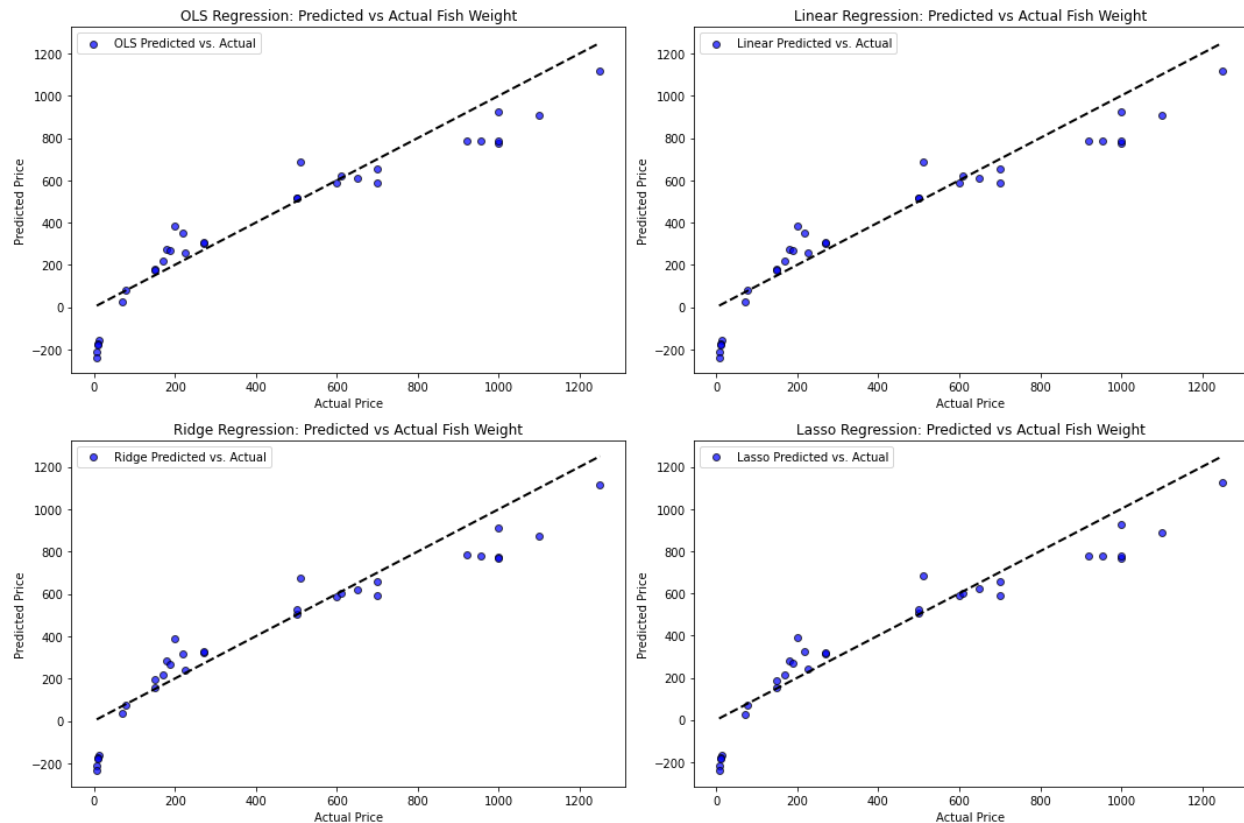 OLS Regression: Predicted vs Actual Fish Weight
OLS Predicted vs. Actual
Predicted Price
1200
1000
800
600
400
200
0
−200
0 200 400 600 800 1000 1200
Actual Price
Linear Regression: Predicted vs Actual Fish Weight
Linear Predicted vs. Actual
Predicted Price
1200
1000
800
600
400
200
0
−200
0 200 400 600 800 1000 1200
Actual Price
Ridge Regression: Predicted vs Actual Fish Weight
Ridge Predicted vs. Actual
Predicted Price
1200
1000
800
600
400
200
0
−200
0 200 400 600 800 1000 1200
Actual Price
Lasso Regression: Predicted vs Actual Fish Weight
Lasso Predicted vs. Actual
Predicted Price
1200
1000
800
600
400
200
0
−200
0 200 400 600 800 1000 1200
Actual Price